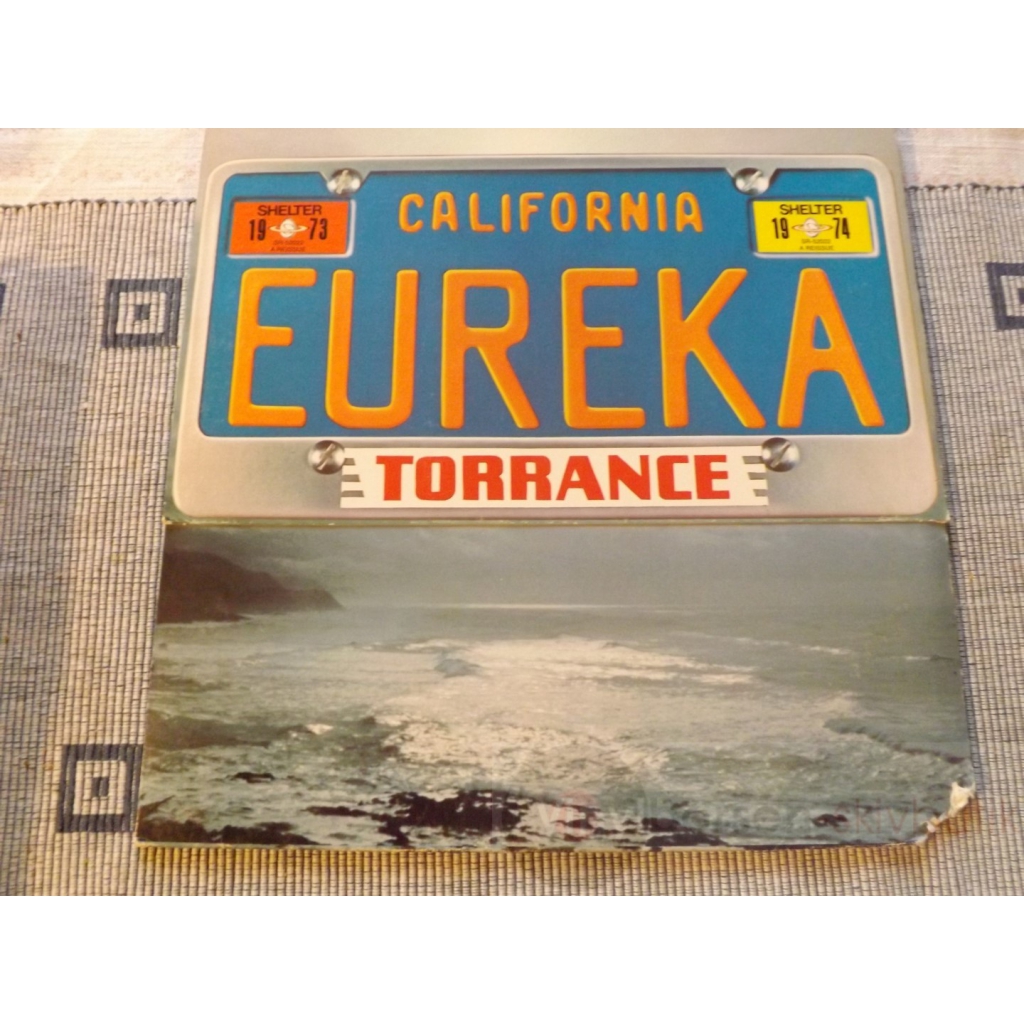 CALIFORNIA
SHELTER
19 73
SHELTER
19 74
EUREKA
TORRANCE